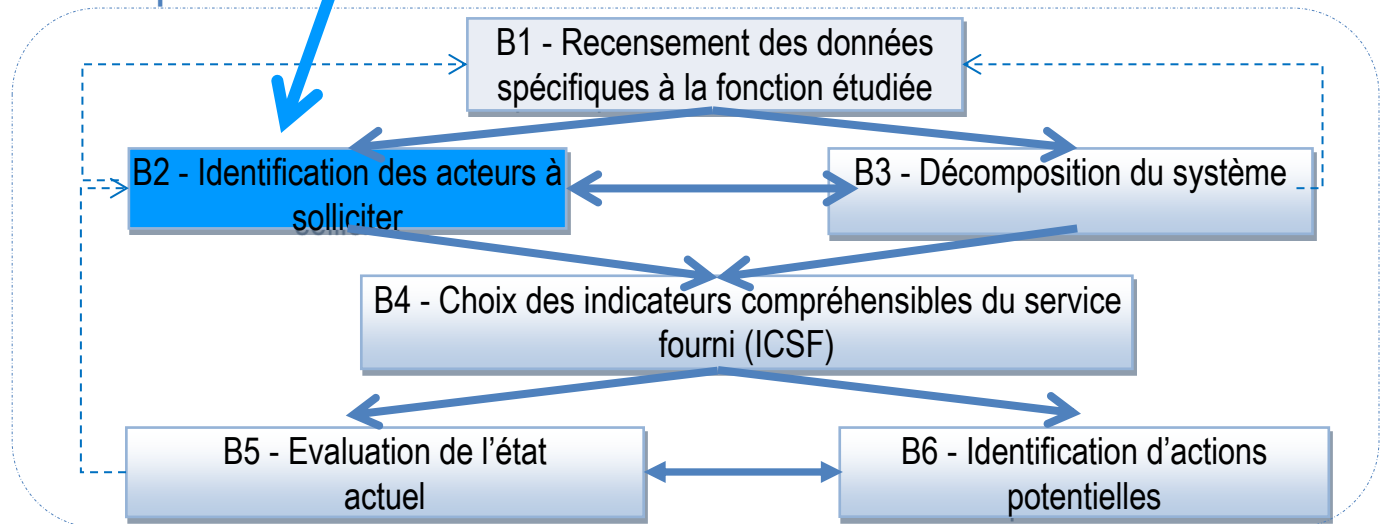 B1 - Recensement des données
spécifiques à la fonction étudiée
B2 - Identification des acteurs à
solliciter
B3 - Décomposition du système
B4 - Choix des indicateurs compréhensibles du service
fourni (ICSF)
B5 - Evaluation de l’état
actuel
B6 - Identification d’actions
potentielles